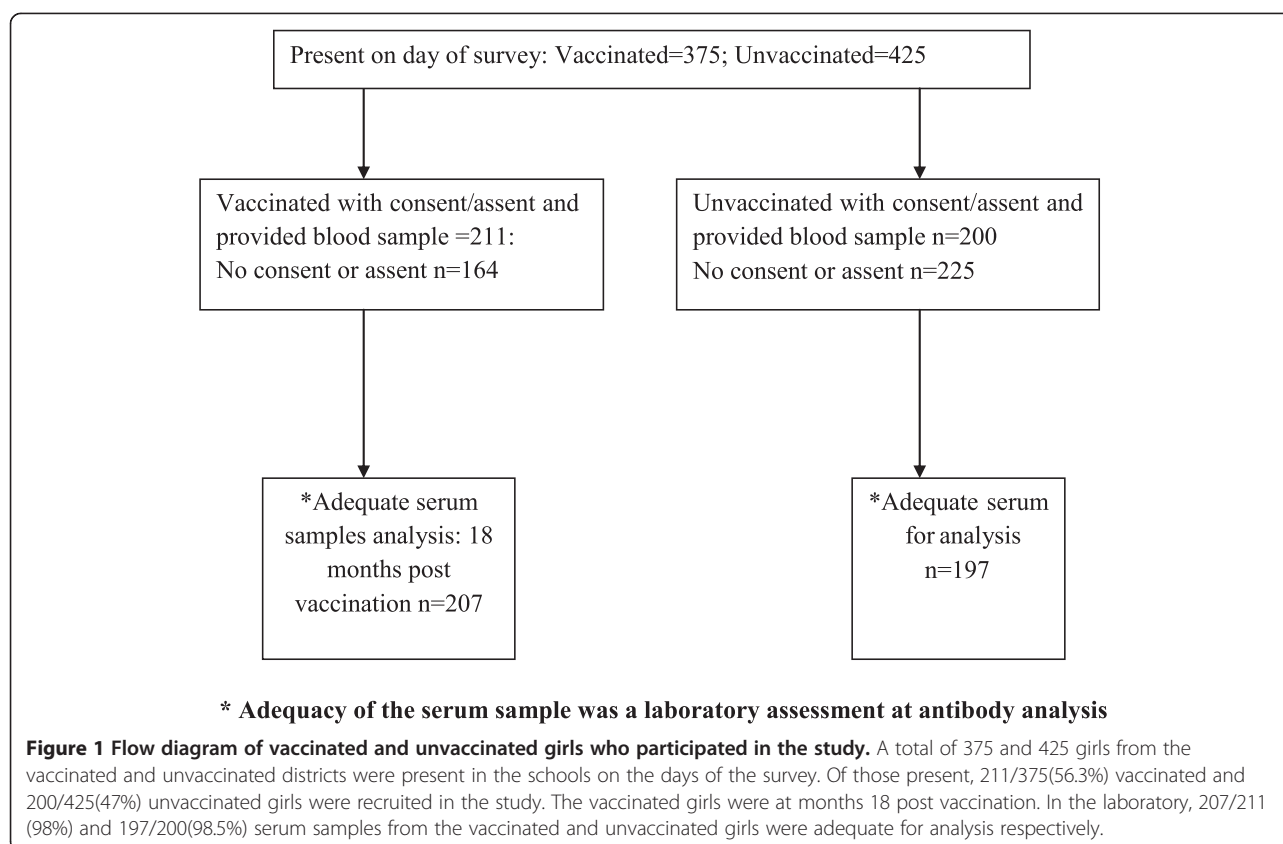 Present on day of survey: Vaccinated=375; Unvaccinated=425
Vaccinated with consent/assent and
provided blood sample =211:
No consent or assent n=164
Unvaccinated with consent/assent and
provided blood sample n=200
No consent or assent n=225
*Adequate serum
samples analysis: 18
months post
vaccination n=207
*Adequate serum
for analysis
n=197
* Adequacy of the serum sample was a laboratory assessment at antibody analysis
Figure 1 Flow diagram of vaccinated and unvaccinated girls who participated in the study. A total of 375 and 425 girls from the
vaccinated and unvaccinated districts were present in the schools on the days of the survey. Of those present, 211/375(56.3%) vaccinated and
200/425(47%) unvaccinated girls were recruited in the study. The vaccinated girls were at months 18 post vaccination. In the laboratory, 207/211
(98%) and 197/200(98.5%) serum samples from the vaccinated and unvaccinated girls were adequate for analysis respectively.